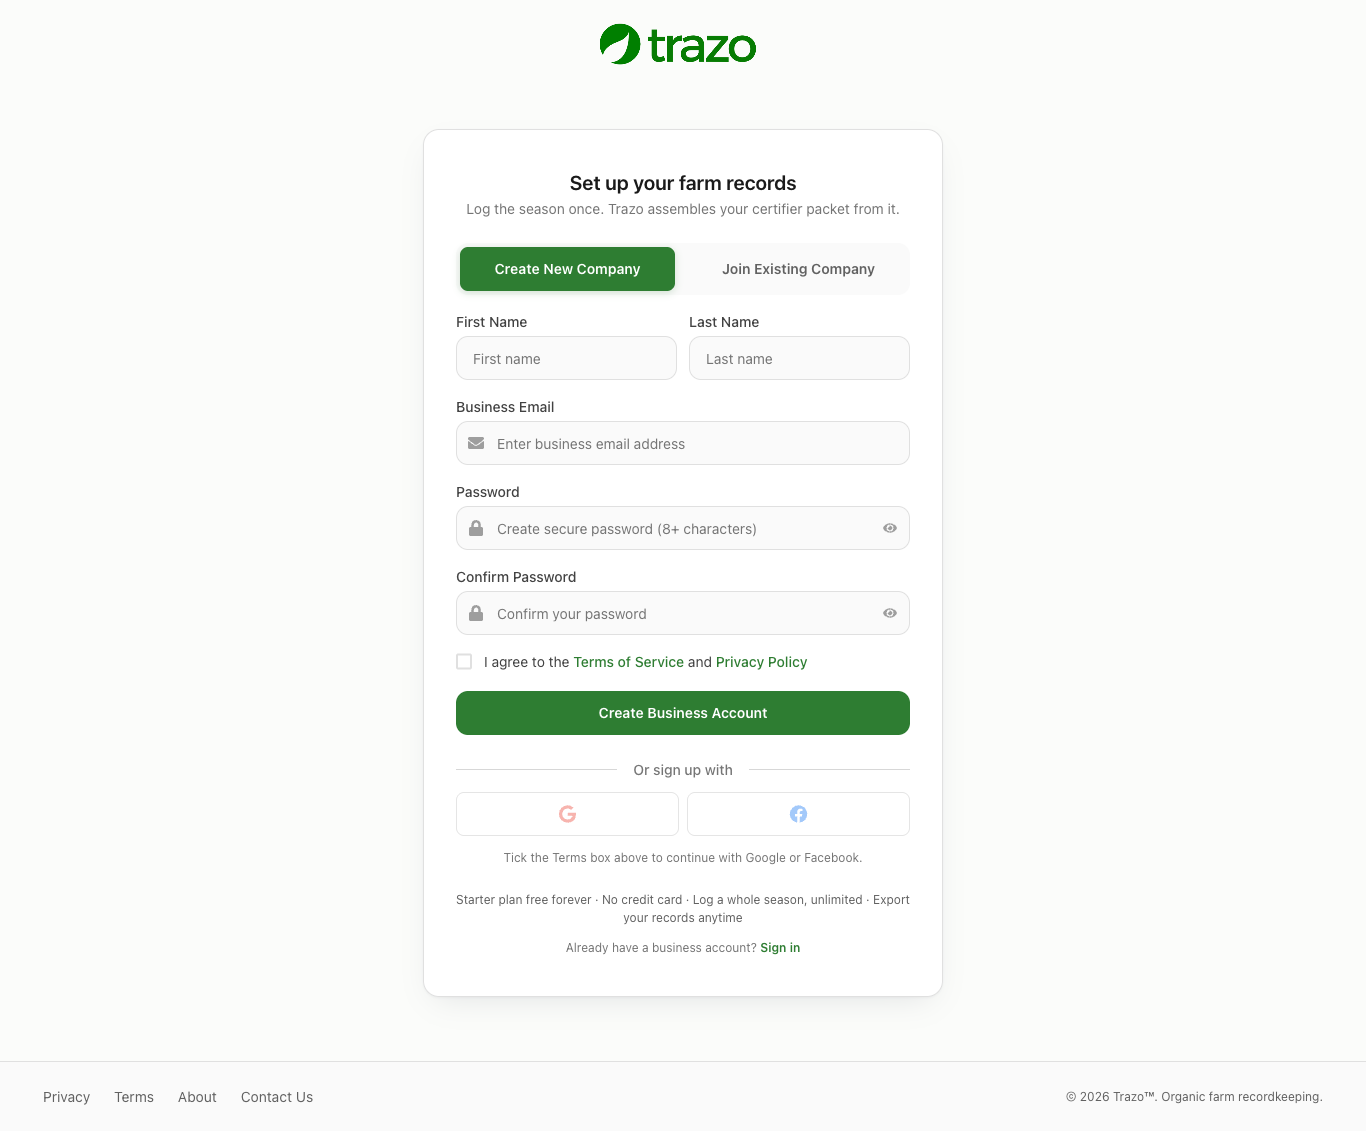 trazo
Set up your farm records
Log the season once. Trazo assembles your certifier packet from it.
Create New Company
Join Existing Company
First Name
Last Name
First name
Last name
Business Email
Enter business email address
Password
Create secure password (8+ characters)
Confirm Password
Confirm your password
I agree to the Terms of Service and Privacy Policy
Create Business Account
Or sign up with
Tick the Terms box above to continue with Google or Facebook.
Starter plan free forever · No credit card · Log a whole season, unlimited · Export
your records anytime
Already have a business account? Sign in
Privacy
Terms
About
Contact Us
© 2026 Trazo™. Organic farm recordkeeping.